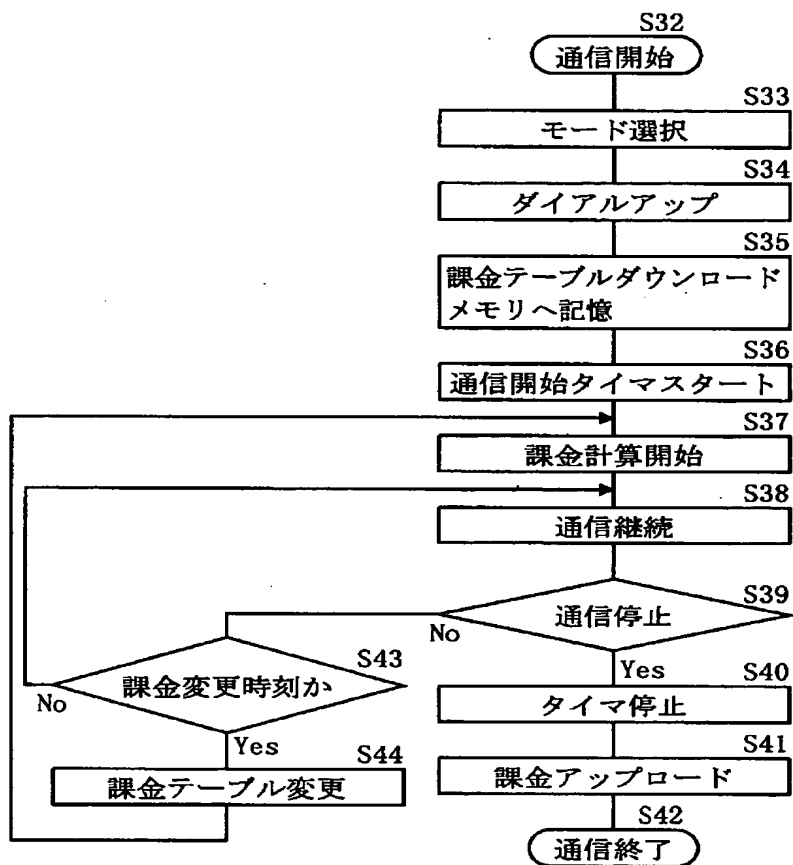 S32
通信開始
S33
モード選択
S34
ダイアルアップ
S35
課金テーブルダウンロード
メモリへ記憶
S36
通信開始タイマスタート
S37
課金計算開始
S38
通信継続
S39
通信停止
No
Yes
S40
タイマ停止
S41
課金アップロード
S42
通信終了
S43
課金変更時刻か
No
Yes
S44
課金テーブル変更